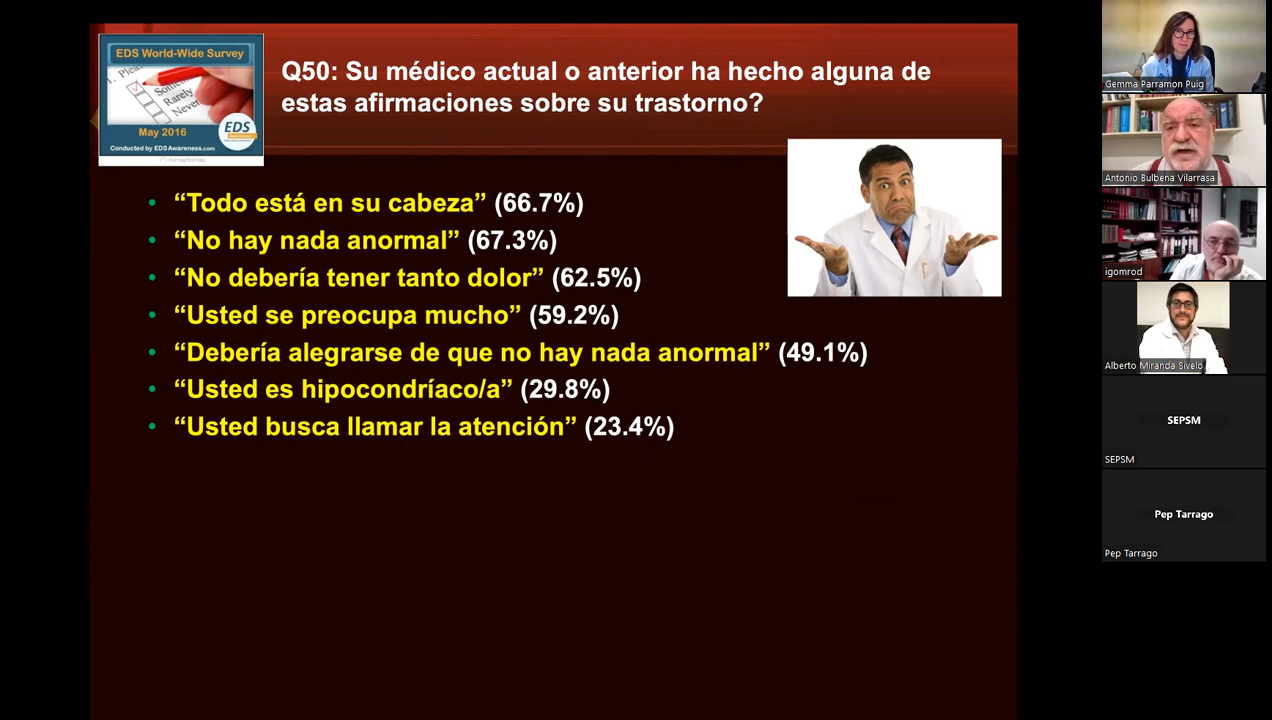 EDS World-Wide Survey
Some
Rarely
Never
May 2016
EDS
Conducted by EDSAwareness.com
Q50: Su médico actual o anterior ha hecho alguna de
estas afirmaciones sobre su trastorno?
• “Todo está en su cabeza” (66.7%)
• “No hay nada anormal” (67.3%)
• “No debería tener tanto dolor” (62.5%)
• “Usted se preocupa mucho” (59.2%)
• “Debería alegrarse de que no hay nada anormal” (49.1%)
• “Usted es hipocondríaco/a” (29.8%)
• “Usted busca llamar la atención” (23.4%)
Gemma Parramon Puig
Antonio Bulbena Vilarrasa
igomrod
Alberto Miranda Sivelo
SEPSM
SEPSM
Pep Tarrago
Pep Tarrago